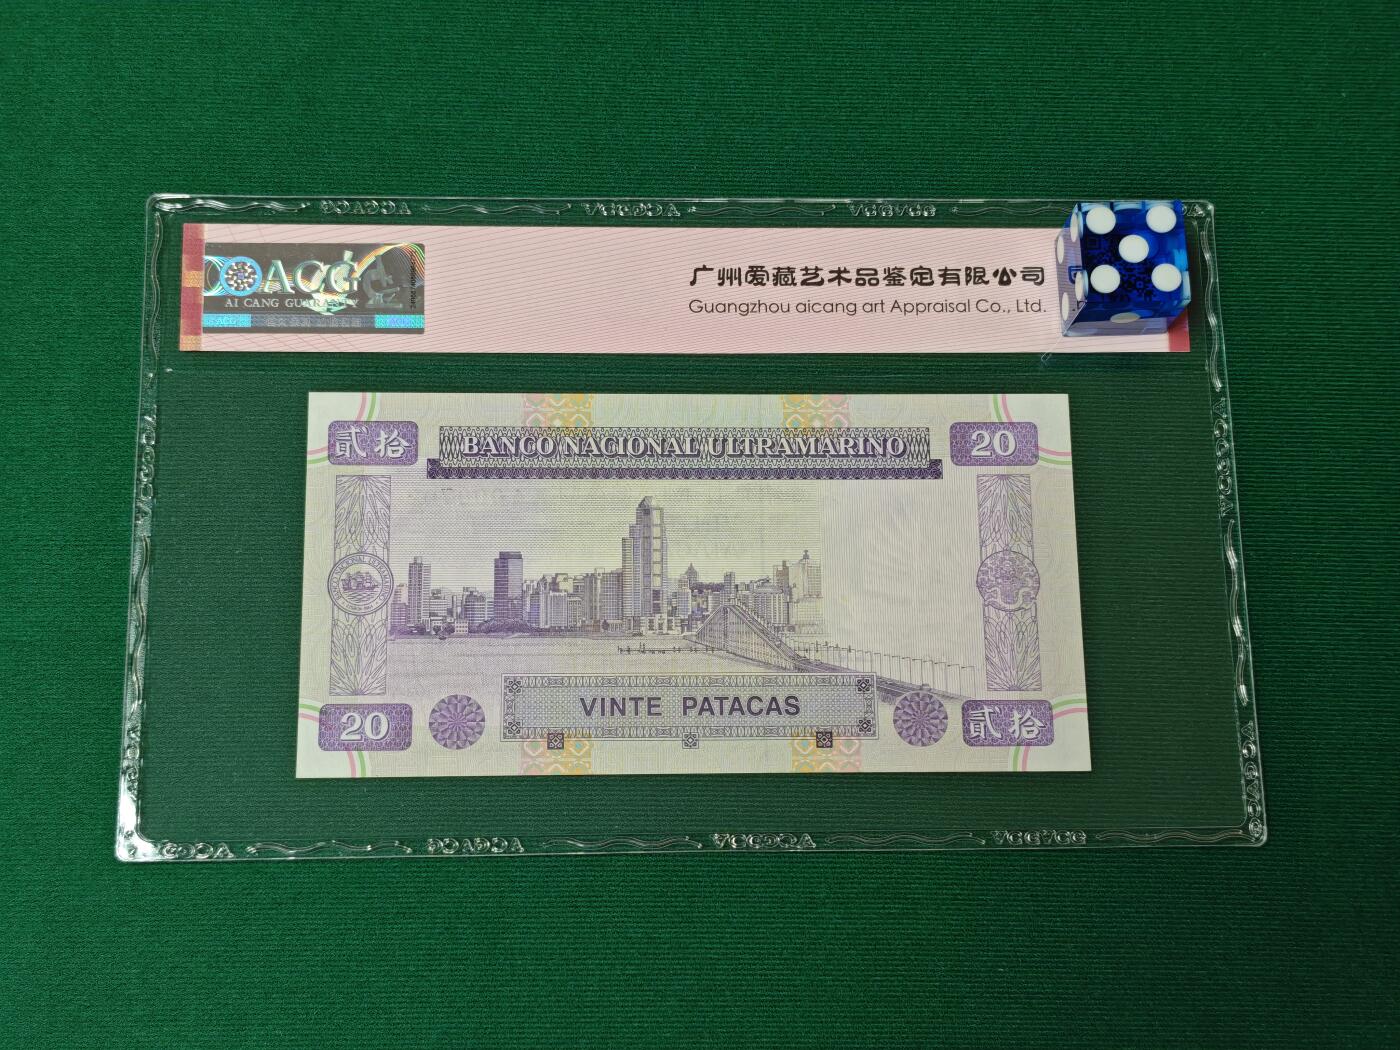 ACG
AI CANG GUARANTY
广州爱藏艺术品鉴定有限公司
Guangzhou aicang art Appraisal Co., Ltd.
貳拾
BANCO NACIONAL ULTRAMARINO
20
VINTE PATACAS
20
貳拾